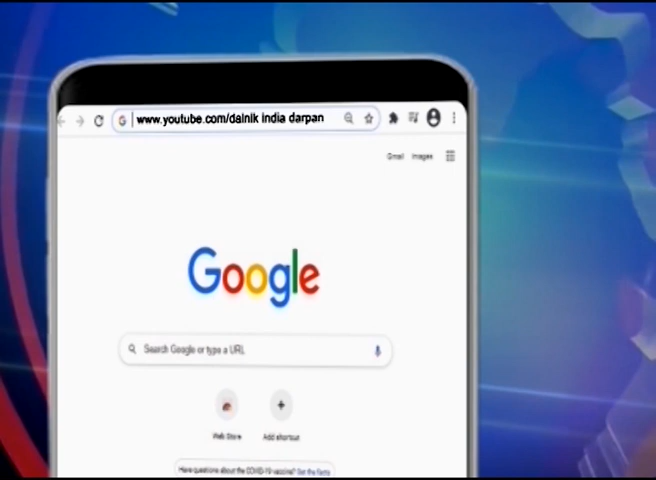 www.youtube.com/dainik india darpan
Gmail Images
Google
Search Google or type a URL
Web Store Add shortcut
Have questions about the COVID-19 vaccine? Get the facts